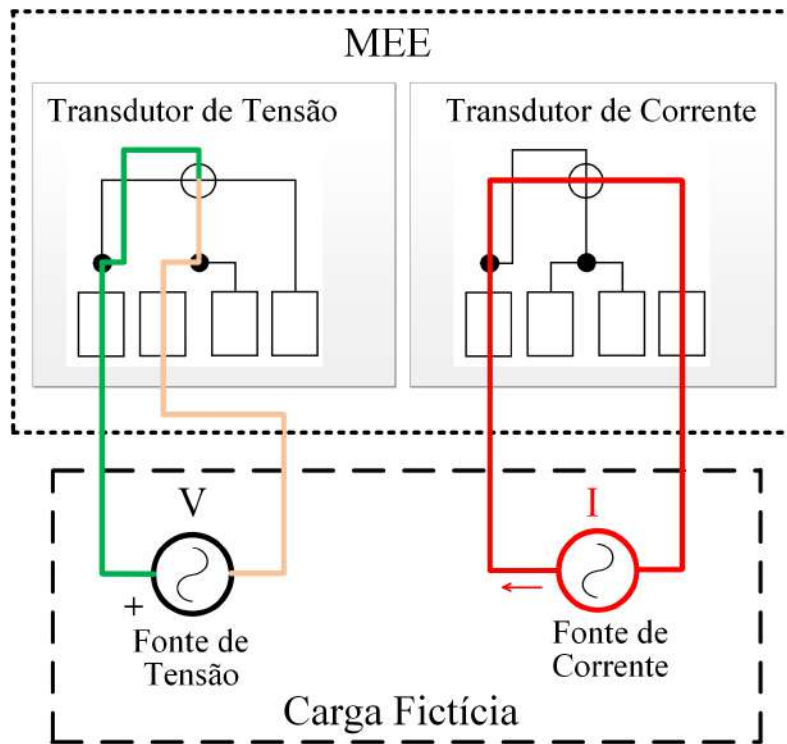 MEE
Transdutor de Tensão
Transdutor de Corrente
V
+
Fonte de
Tensão
I
Fonte de
Corrente
Carga Fictícia